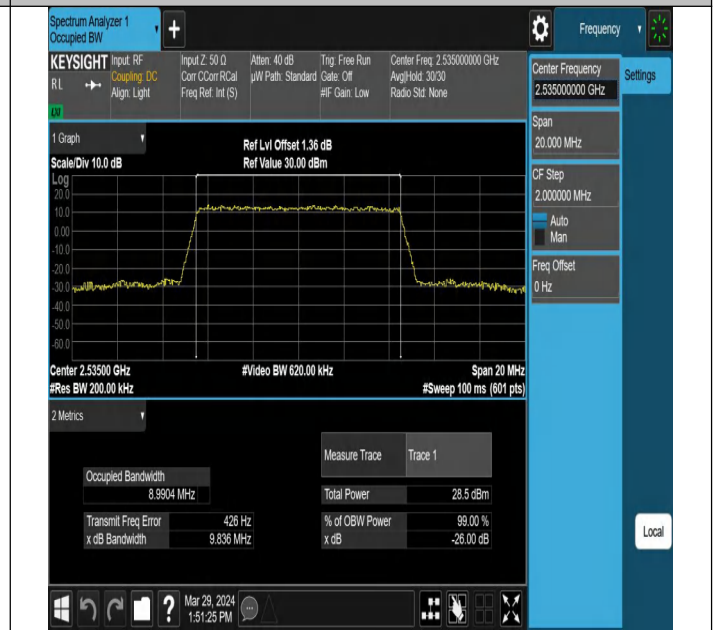 Spectrum Analyzer 1
Occupied BW
+
Frequency
KEYSIGHT
RL
LXI
Input: RF
Coupling: DC
Align: Light
Input Z: 50 Ω
Corr CCorr RCal
Freq Ref: Int (S)
Atten: 40 dB
µW Path: Standard
Trig: Free Run
Gate: Off
#IF Gain: Low
Center Freq: 2.535000000 GHz
Avg|Hold: 30/30
Radio Std: None
Center Frequency
2.535000000 GHz
Settings
Span
20.000 MHz
CF Step
2.000000 MHz
Auto
Man
Freq Offset
0 Hz
1 Graph
Scale/Div 10.0 dB
Ref Lvl Offset 1.36 dB
Ref Value 30.00 dBm
Log
20.0
10.0
0.00
-10.0
-20.0
-30.0
-40.0
-50.0
-60.0
Center 2.53500 GHz
#Video BW 620.00 kHz
Span 20 MHz
#Res BW 200.00 kHz
#Sweep 100 ms (601 pts)
2 Metrics
Measure Trace
Trace 1
Occupied Bandwidth
8.9904 MHz
Total Power
28.5 dBm
Transmit Freq Error
426 Hz
% of OBW Power
99.00 %
x dB Bandwidth
9.836 MHz
x dB
-26.00 dB
Local
?
Mar 29, 2024
1:51:25 PM